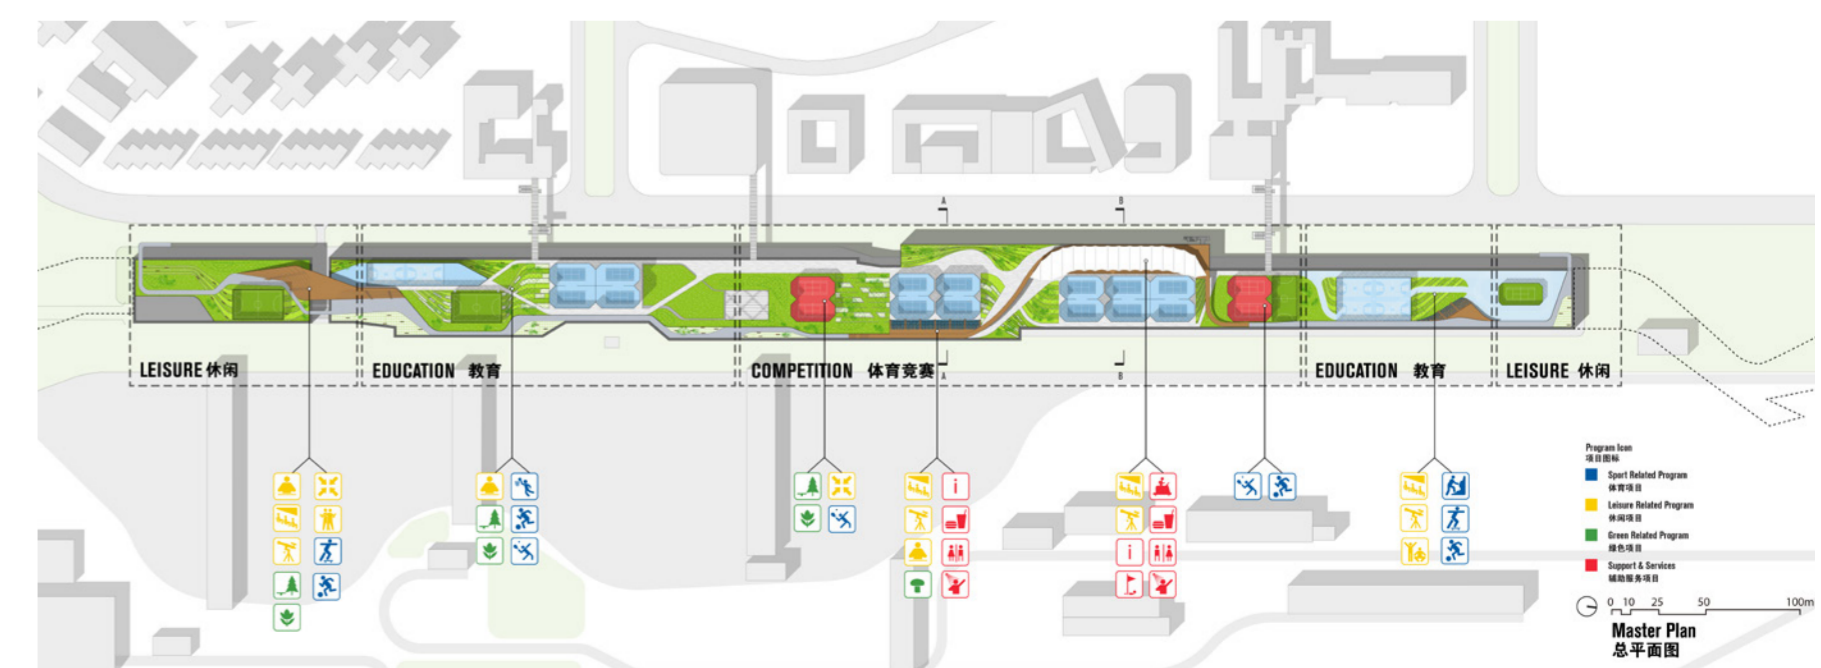 A
B
LEISURE 休闲
EDUCATION 教育
COMPETITION 体育竞赛
A
B
EDUCATION 教育
LEISURE 休闲
i
i
Program Icon
项目图标
Sport Related Program
体育项目
Leisure Related Program
休闲项目
Green Related Program
绿色项目
Support & Services
辅助服务项目
0 10 25 50 100m
Master Plan
总平面图